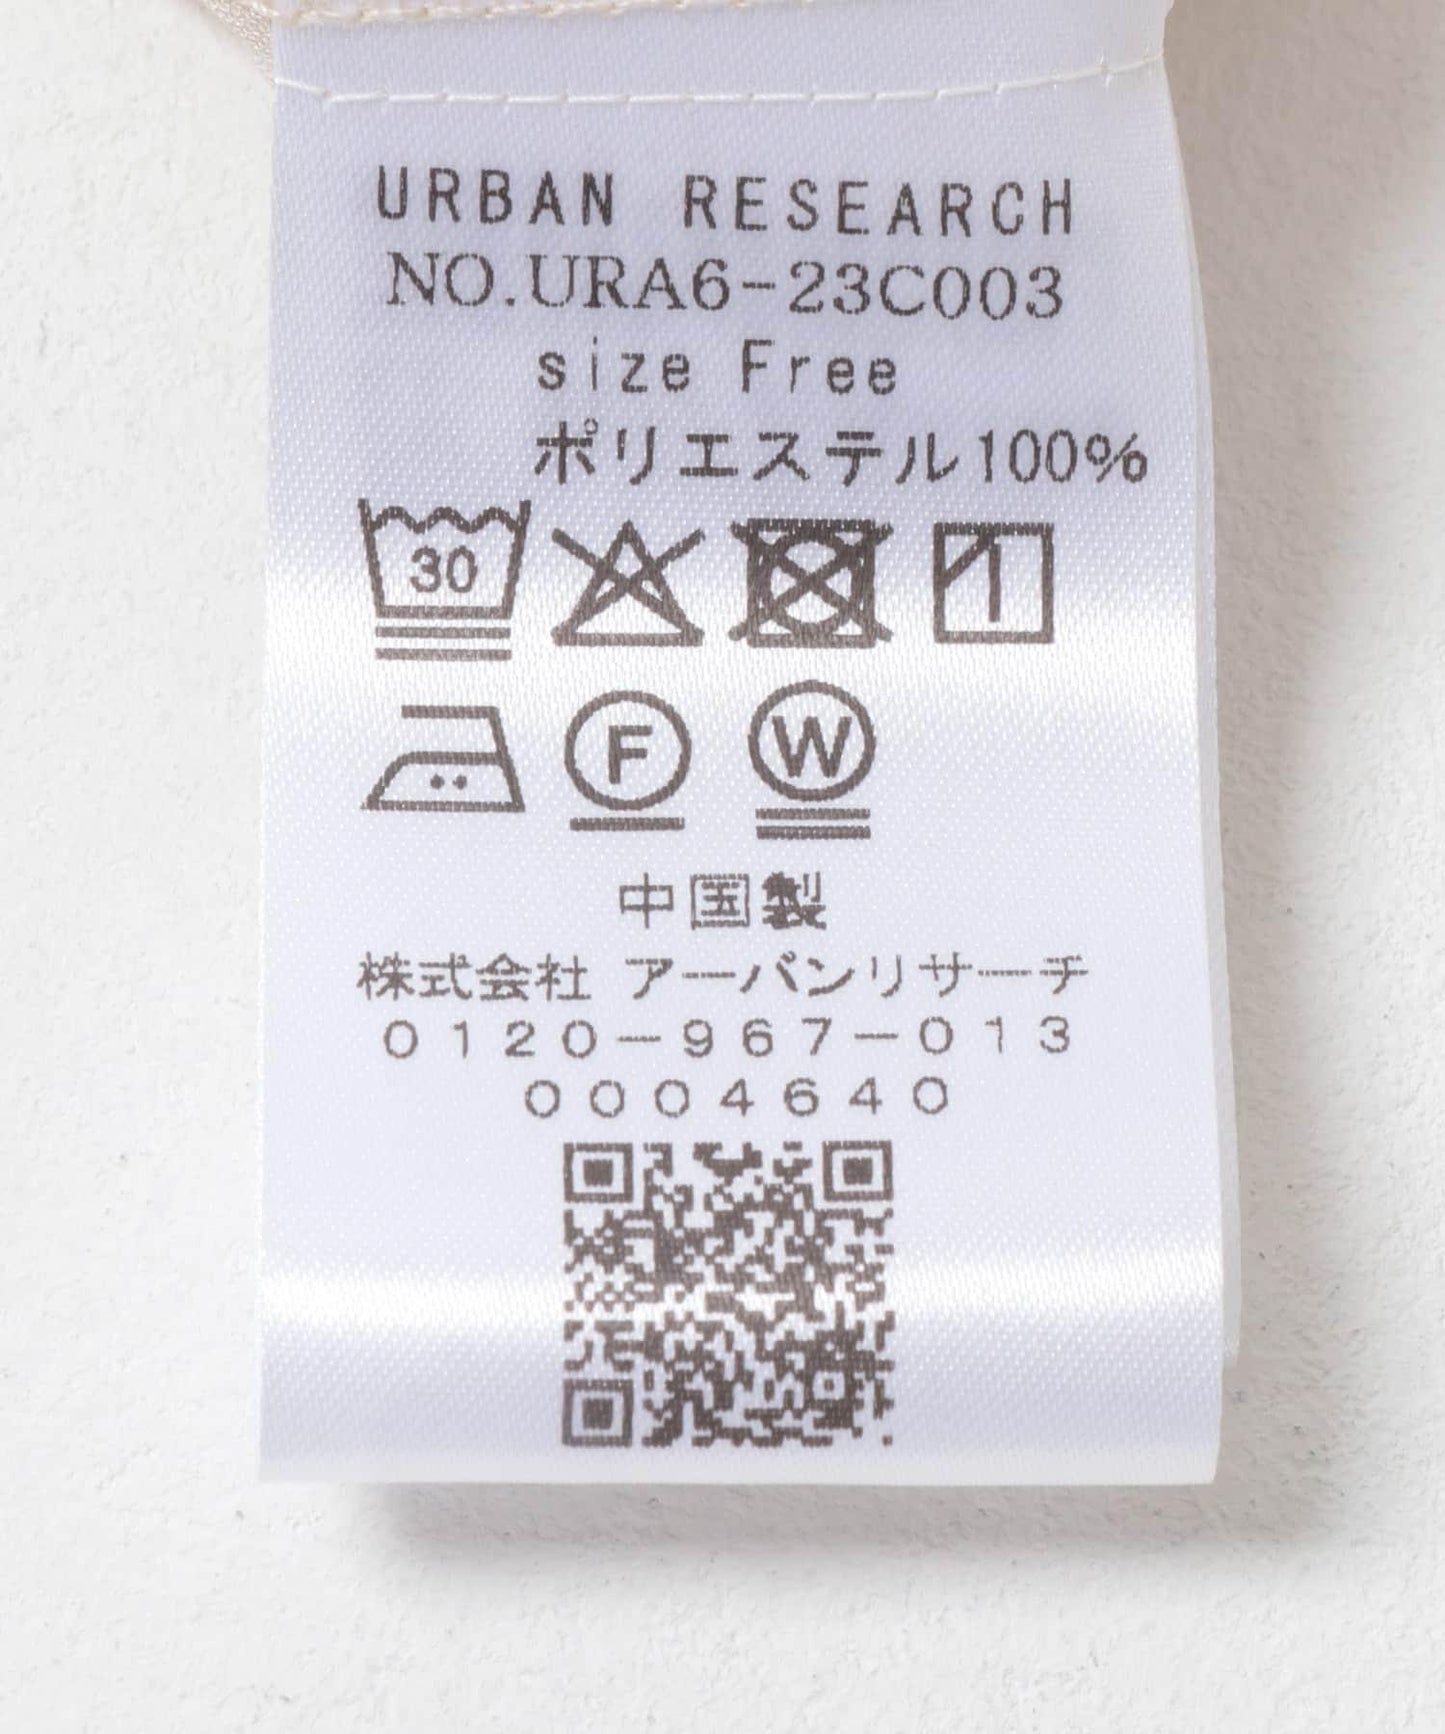 URBAN RESEARCH
NO.URA6-23C003
size Free
ポリエステル100%
30
F W
中国製
株式会社 アーバンリサーチ
0120-967-013
0004640